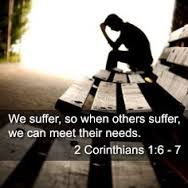 We suffer, so when others suffer,
we can meet their needs.
2 Corinthians 1:6 - 7